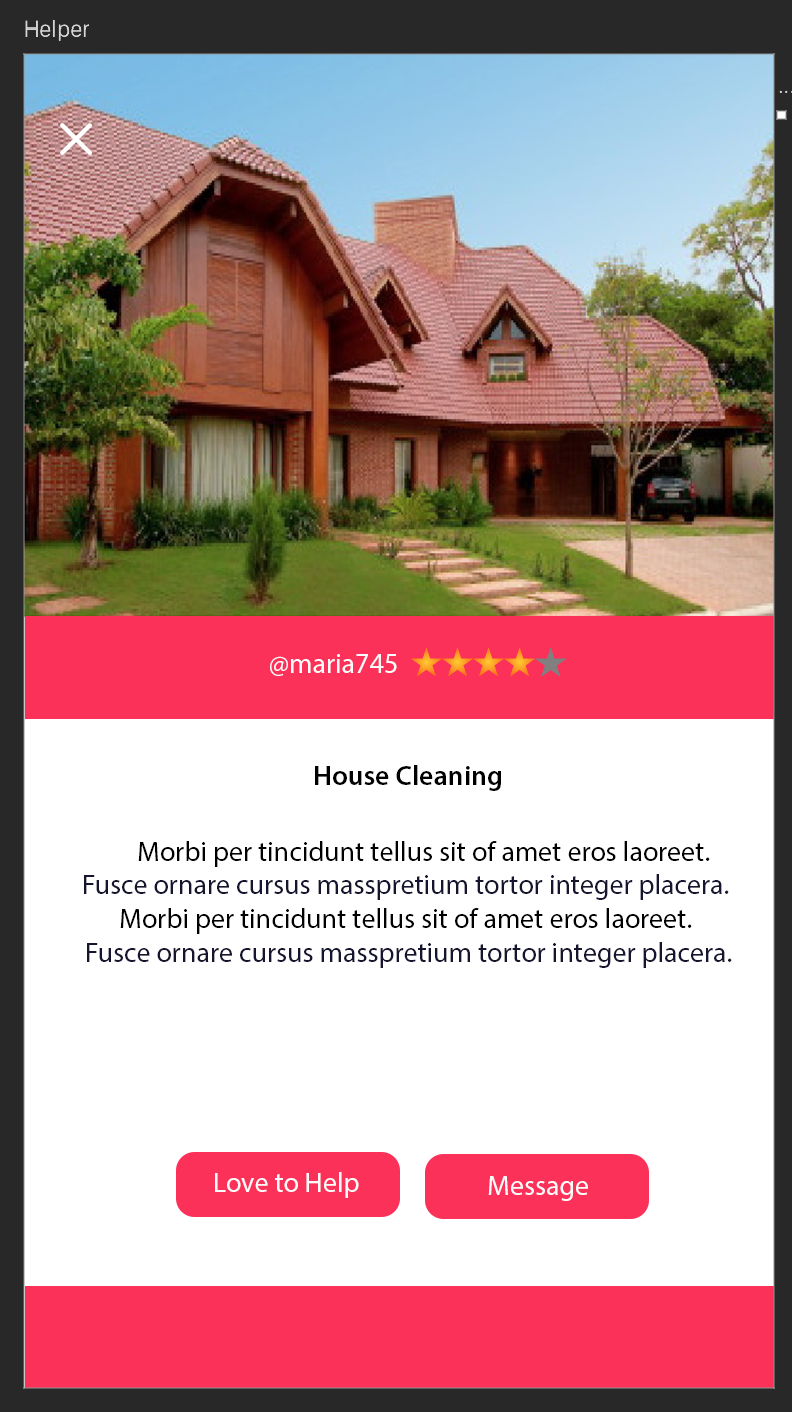 Helper
@maria745
House Cleaning
Morbi per tincidunt tellus sit of amet eros laoreet.
Fusce ornare cursus masspretium tortor integer placera.
Morbi per tincidunt tellus sit of amet eros laoreet.
Fusce ornare cursus masspretium tortor integer placera.
Love to Help
Message